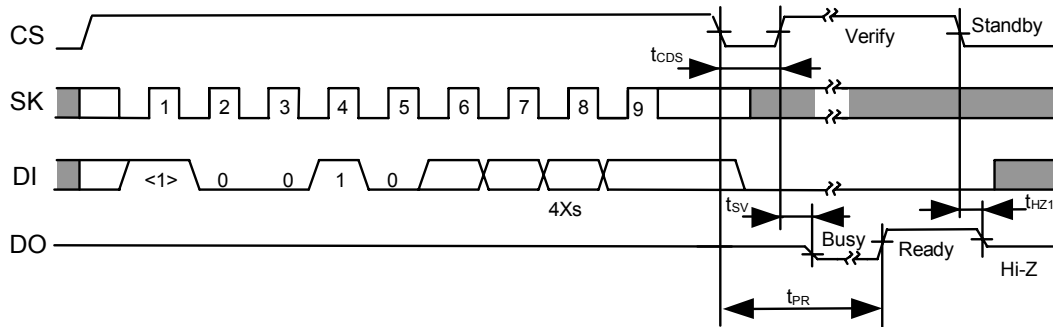 CS
Verify
Standby
tCDS
SK
1 2 3 4 5 6 7 8 9
DI
<1> 0 0 1 0
4Xs
tSV
tHZ1
DO
Busy
Ready
Hi-Z
tPR